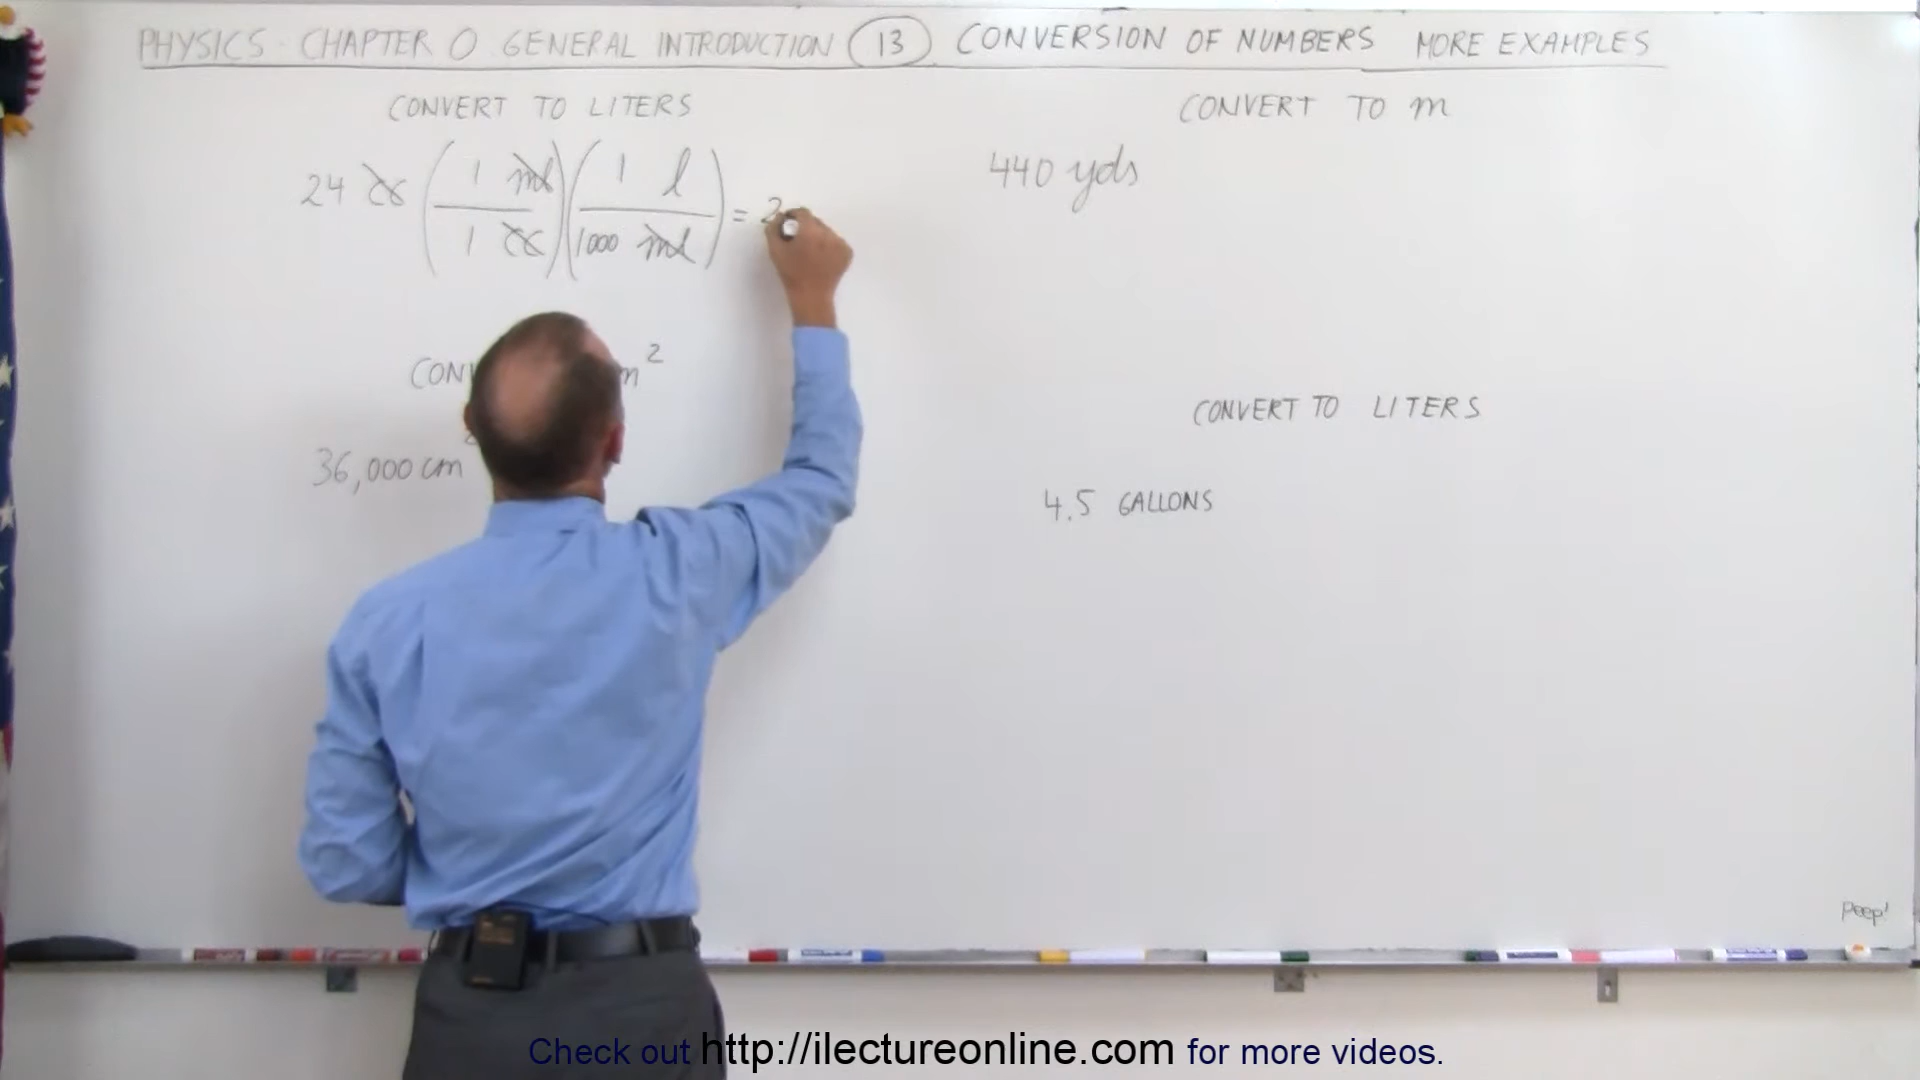 PHYSICS - CHAPTER 0 GENERAL INTRODUCTION 13 CONVERSION OF NUMBERS MORE EXAMPLES
CONVERT TO LITERS
24 cc ( 1 ml / 1 cc ) ( 1 l / 1000 ml ) = 2
36,000 cm
CONVERT TO m
440 yds
CONVERT TO LITERS
4.5 GALLONS
Peep!
Check out http://ilectureonline.com for more videos.